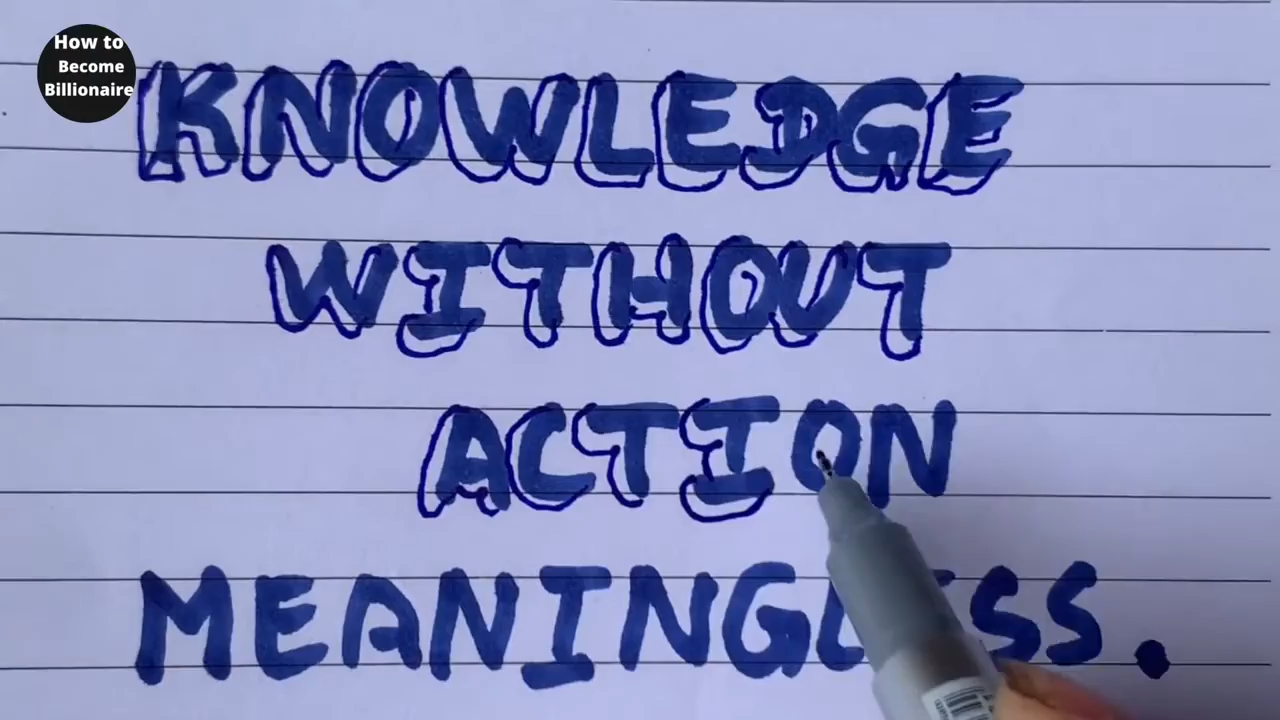 How to
Become
Billionaire
KNOWLEDGE
WITHOUT
ACTION
MEANINGLESS.